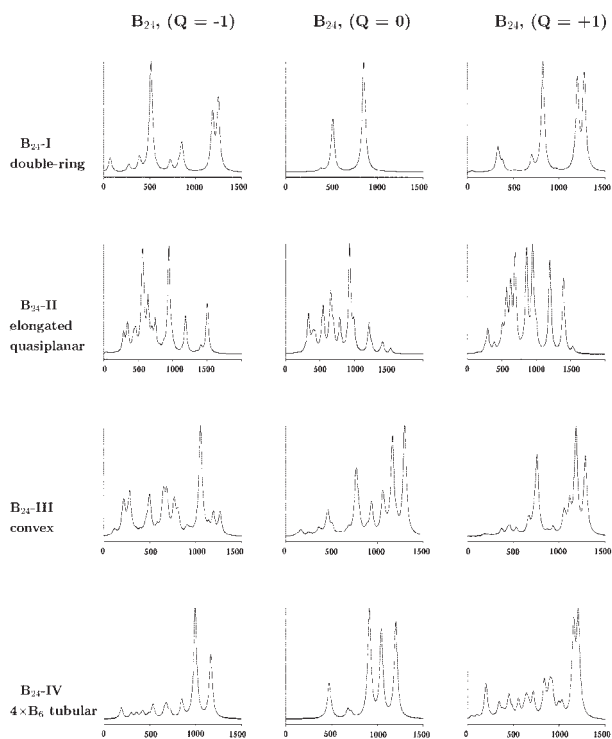 B₂₄, (Q = -1) B₂₄, (Q = 0) B₂₄, (Q = +1)
B₂₄-I
double-ring
0 500 1000 1500 0 500 1000 1500 0 500 1000 1500
B₂₄-II
elongated
quasiplanar
0 500 1000 1500 0 500 1000 1500 0 500 1000 1500
B₂₄-III
convex
0 500 1000 1500 0 500 1000 1500 0 500 1000 1500
B₂₄-IV
4×B₆ tubular
0 500 1000 1500 0 500 1000 1500 0 500 1000 1500